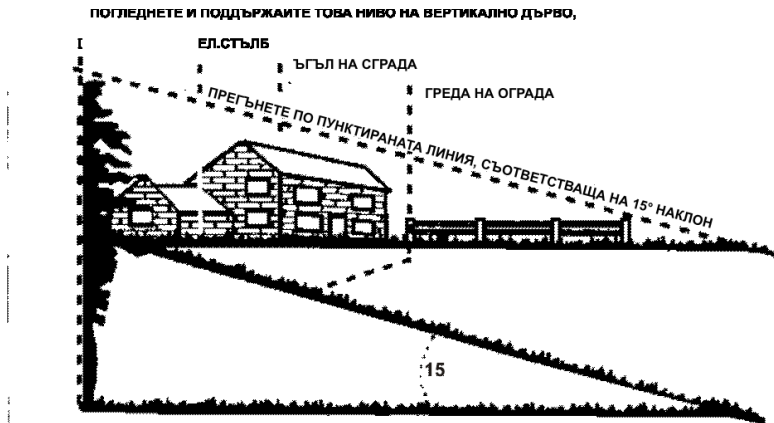 ПОГЛЕДНЕТЕ И ПОДДЪРЖАЙТЕ ТОВА НИВО НА ВЕРТИКАЛНО ДЪРВО,
ЕЛ.СТЪЛБ
ЪГЪЛ НА СГРАДА
ГРЕДА НА ОГРАДА
ПРЕГЪНЕТЕ ПО ПУНКТИРАНАТА ЛИНИЯ, СЪОТВЕТСТВАЩА НА 15° НАКЛОН
15